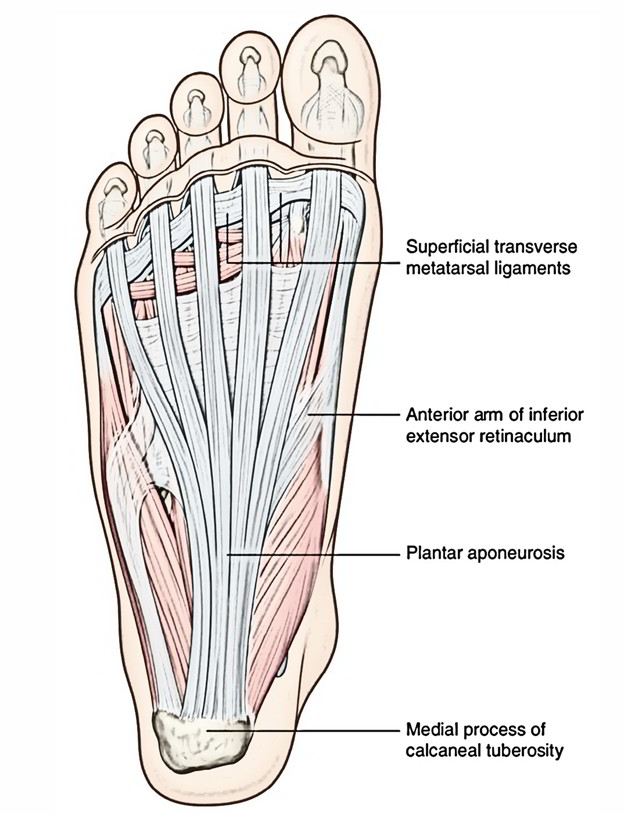 Superficial transverse
metatarsal ligaments
Anterior arm of inferior
extensor retinaculum
Plantar aponeurosis
Medial process of
calcaneal tuberosity